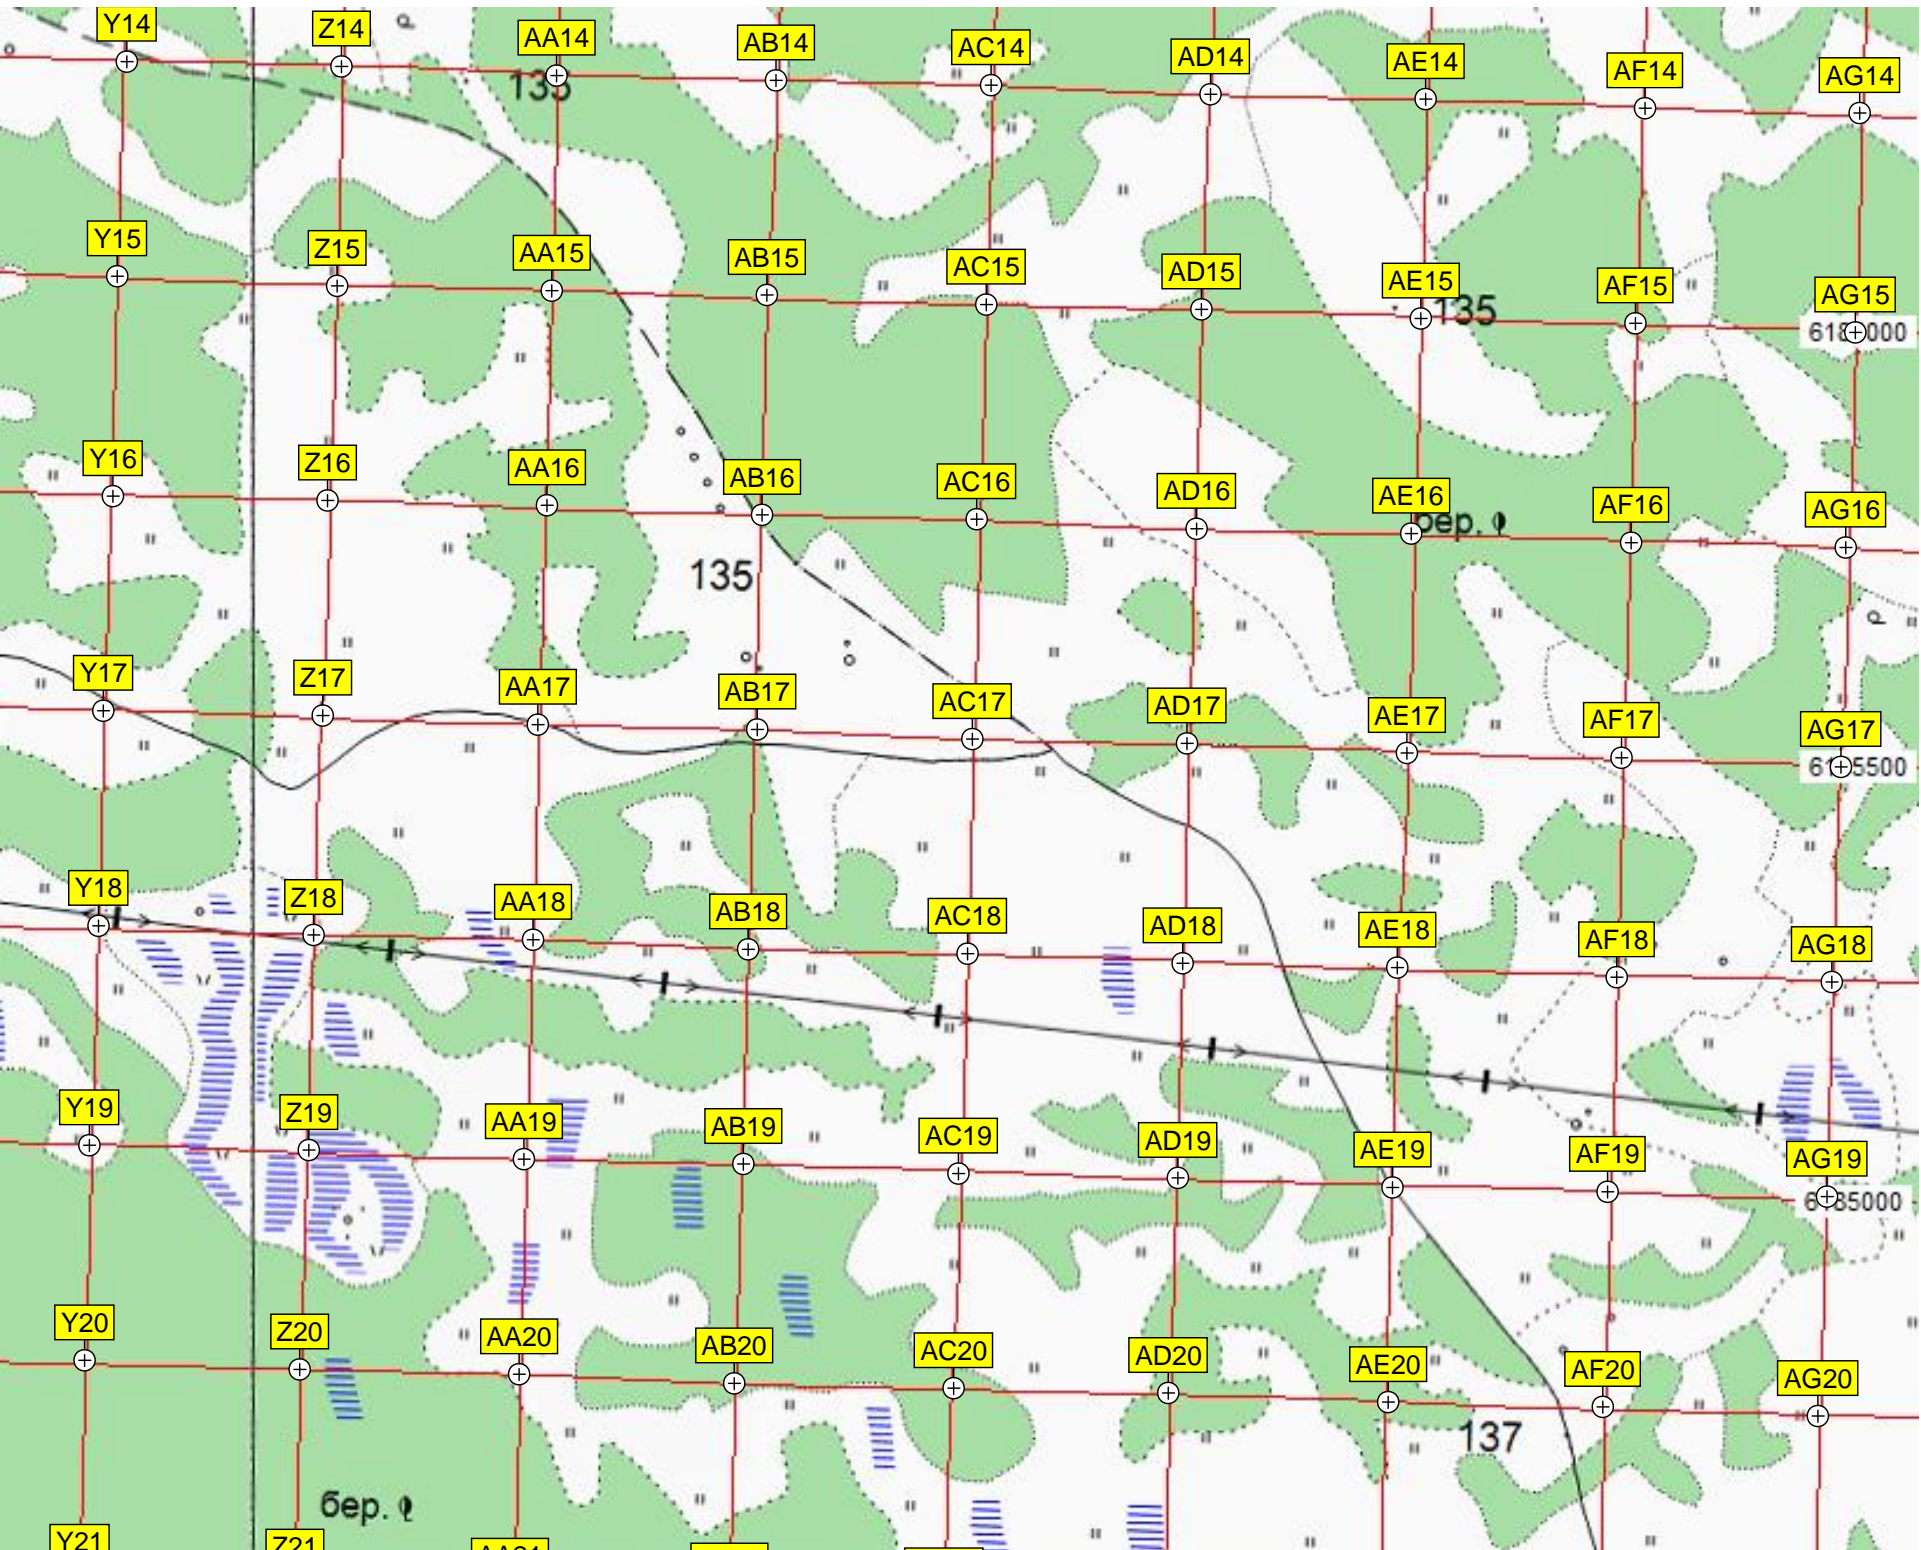 Y14 Z14 AA14 AB14 AC14 AD14 AE14 AF14 AG14
Y15 Z15 AA15 AB15 AC15 AD15 AE15 AF15 AG15
135
Y16 Z16 AA16 AB16 AC16 AD16 AE16 AF16 AG16
бер.
135
Y17 Z17 AA17 AB17 AC17 AD17 AE17 AF17 AG17
Y18 Z18 AA18 AB18 AC18 AD18 AE18 AF18 AG18
Y19 Z19 AA19 AB19 AC19 AD19 AE19 AF19 AG19
Y20 Z20 AA20 AB20 AC20 AD20 AE20 AF20 AG20
137
бер.
Y21 Z21